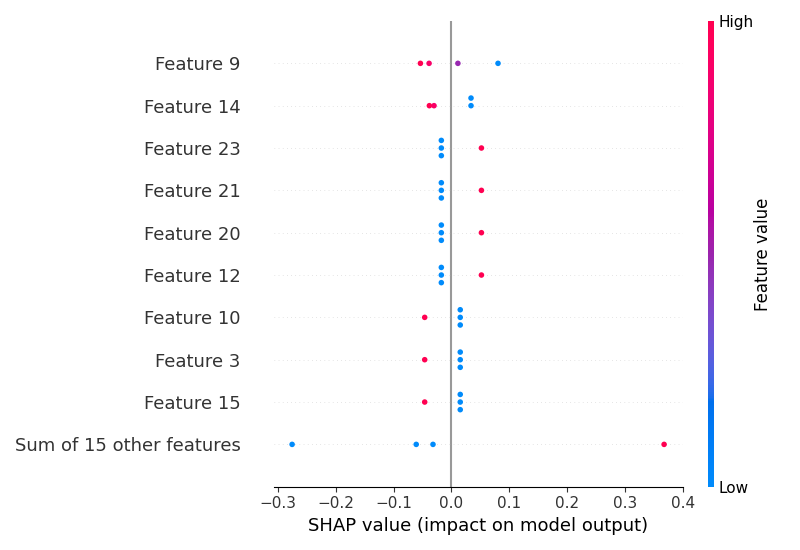 High
Feature 9
Feature 14
Feature 23
Feature 21
Feature 20
Feature 12
Feature 10
Feature 3
Feature 15
Sum of 15 other features
Feature value
Low
−0.3 −0.2 −0.1 0.0 0.1 0.2 0.3 0.4
SHAP value (impact on model output)